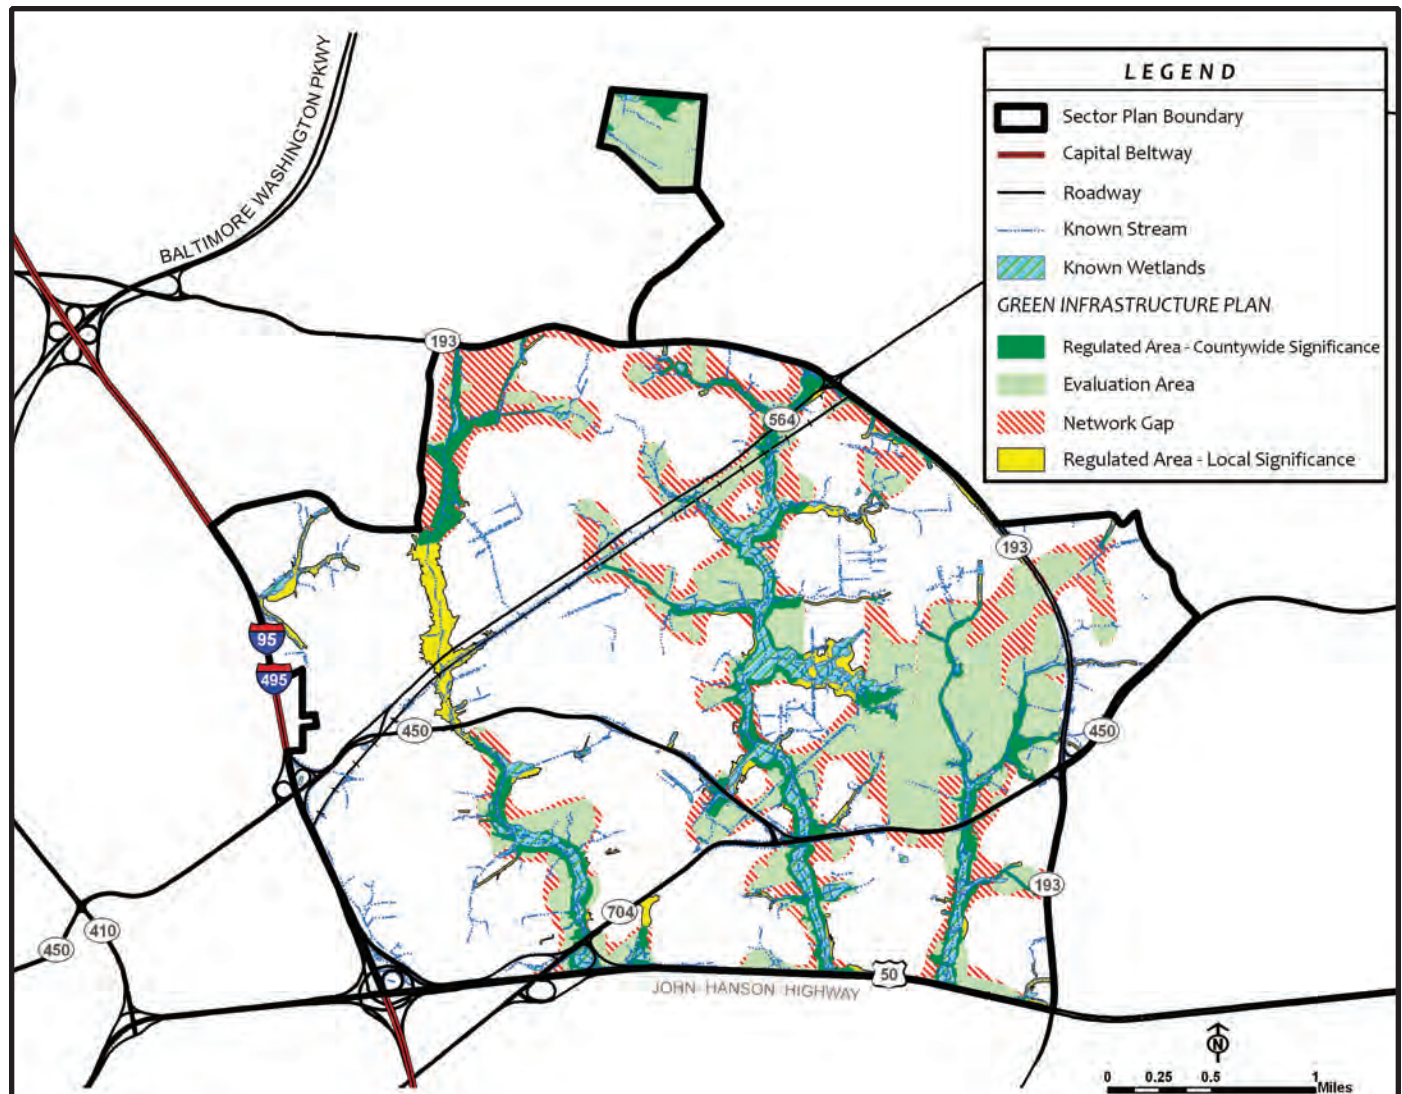 BALTIMORE WASHINGTON PKWY
LEGEND
Sector Plan Boundary
Capital Beltway
Roadway
Known Stream
Known Wetlands
GREEN INFRASTRUCTURE PLAN
Regulated Area - Countywide Significance
Evaluation Area
Network Gap
Regulated Area - Local Significance
193
564
193
95
495
450
450
193
704
410
450
50
JOHN HANSON HIGHWAY
N
0 0.25 0.5 1
Miles